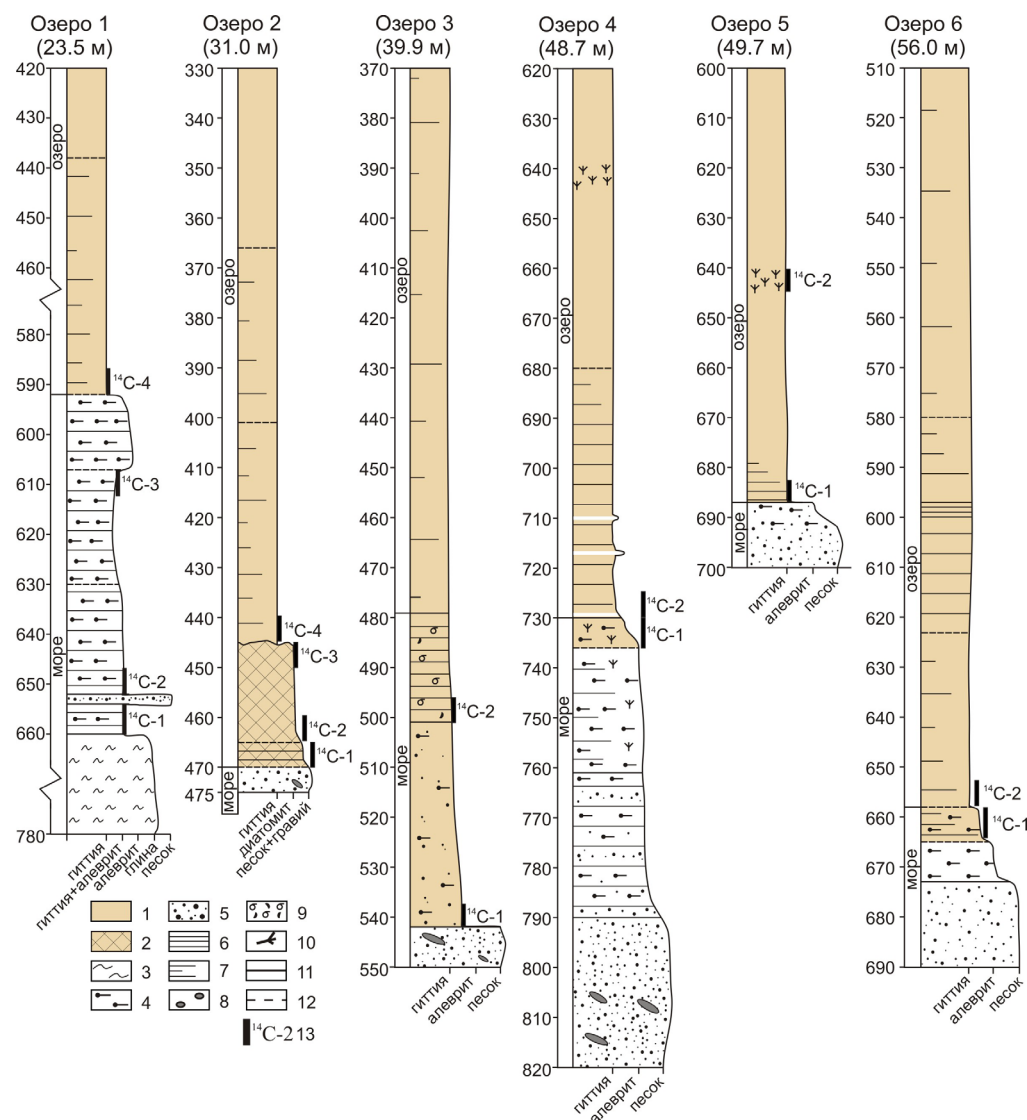 Озеро 1
(23.5 м)
420
430
440
450
460
580
590
600
610
620
630
640
650
660
780
озеро
море
¹⁴C-4
¹⁴C-3
¹⁴C-2
¹⁴C-1
гиттия
гиттия+алеврит
алеврит
глина
песок
Озеро 2
(31.0 м)
330
340
350
360
370
380
390
400
410
420
430
440
450
460
470
475
озеро
море
¹⁴C-4
¹⁴C-3
¹⁴C-2
¹⁴C-1
гиттия
диатомит
песок+гравий
Озеро 3
(39.9 м)
370
380
390
400
410
420
430
440
450
460
470
480
490
500
510
520
530
540
550
озеро
море
¹⁴C-2
¹⁴C-1
гиттия
алеврит
песок
Озеро 4
(48.7 м)
620
630
640
650
660
670
680
690
700
710
720
730
740
750
760
770
780
790
800
810
820
озеро
море
¹⁴C-2
¹⁴C-1
гиттия
алеврит
песок
Озеро 5
(49.7 м)
600
610
620
630
640
650
660
670
680
690
700
озеро
море
¹⁴C-2
¹⁴C-1
гиттия
алеврит
песок
Озеро 6
(56.0 м)
510
520
530
540
550
560
570
580
590
600
610
620
630
640
650
660
670
680
690
озеро
море
¹⁴C-2
¹⁴C-1
гиттия
алеврит
песок
1
2
3
4
5
6
7
8
9
10
11
12
¹⁴C-2 13